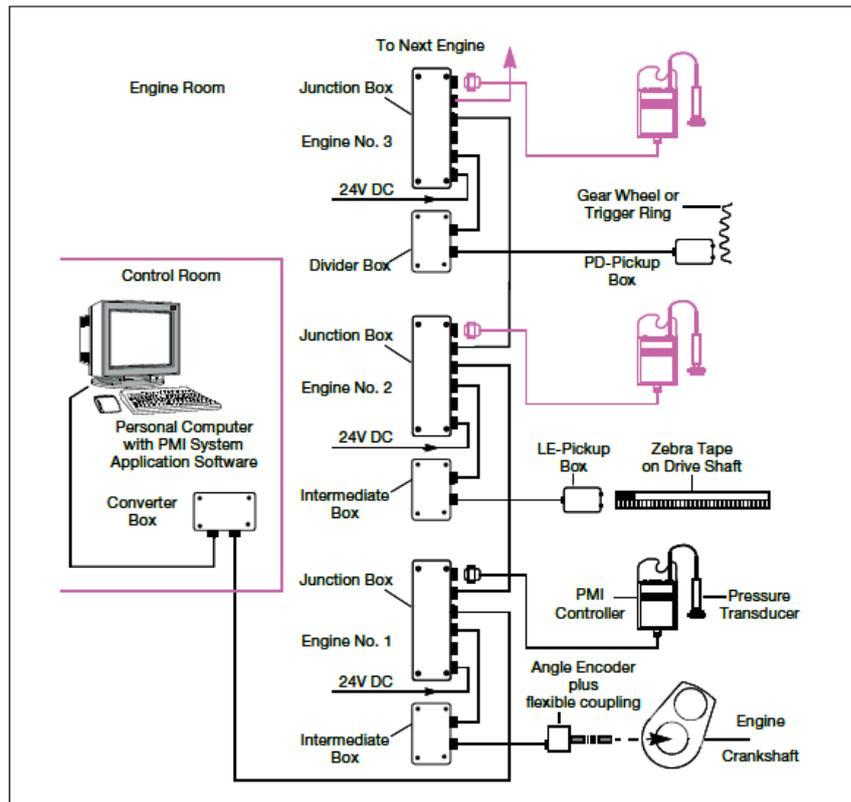 To Next Engine
Engine Room
Junction Box
Engine No. 3
24V DC
Gear Wheel or
Trigger Ring
Divider Box
PD-Pickup
Box
Control Room
Junction Box
Engine No. 2
24V DC
Personal Computer
with PMI System
Application Software
LE-Pickup
Box
Zebra Tape
on Drive Shaft
Converter
Box
Intermediate
Box
Junction Box
Engine No. 1
24V DC
PMI
Controller
Pressure
Transducer
Angle Encoder
plus
flexible coupling
Intermediate
Box
Engine
Crankshaft